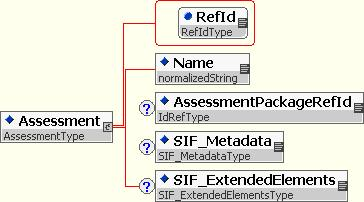 RefId
RefIdType
Name
normalizedString
? AssessmentPackageRefId
IdRefType
Assessment e
AssessmentType
? SIF_Metadata
SIF_MetadataType
? SIF_ExtendedElements
SIF_ExtendedElementsType